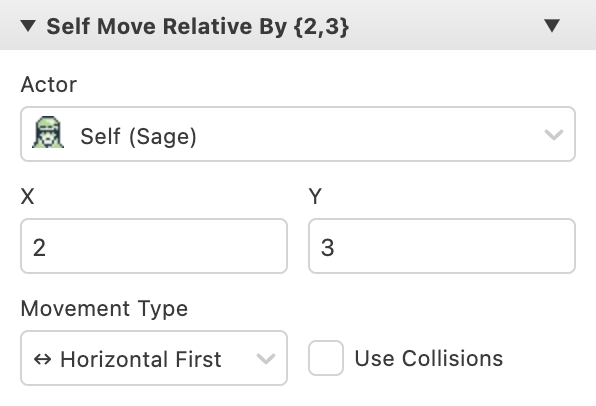 Self Move Relative By {2,3}
Actor
Self (Sage)
X Y
2 3
Movement Type
Horizontal First Use Collisions